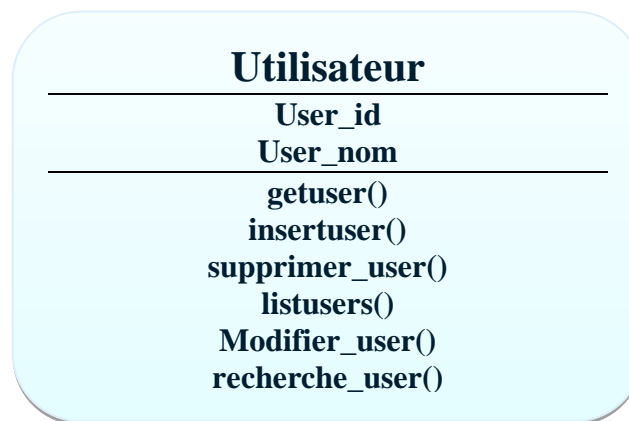 Utilisateur
User_id
User_nom
getuser()
insertuser()
supprimer_user()
listusers()
Modifier_user()
recherche_user()